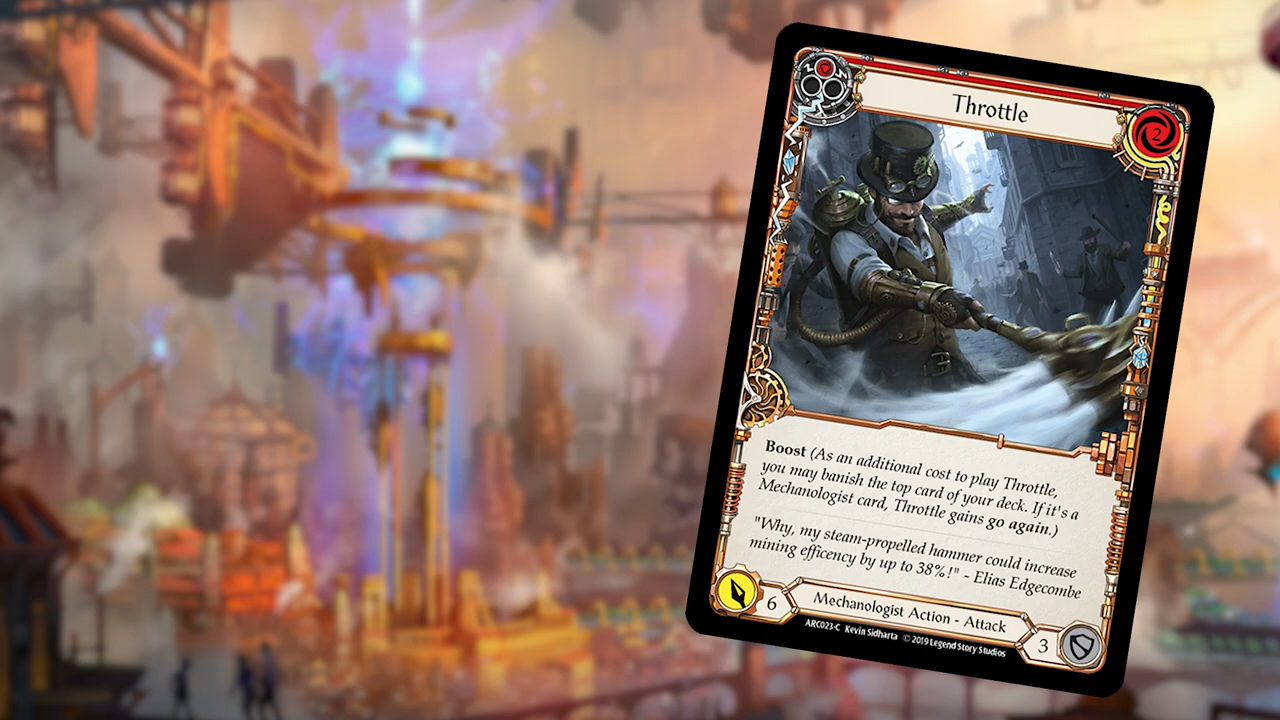 Throttle
2
Boost (As an additional cost to play Throttle,
you may banish the top card of your deck. If it's a
Mechanologist card, Throttle gains go again.)
"Why, my steam-propelled hammer could increase
mining efficency by up to 38%!" - Elias Edgecombe
6
Mechanologist Action - Attack
3
ARC023-C Kevin Sidharta © 2019 Legend Story Studios